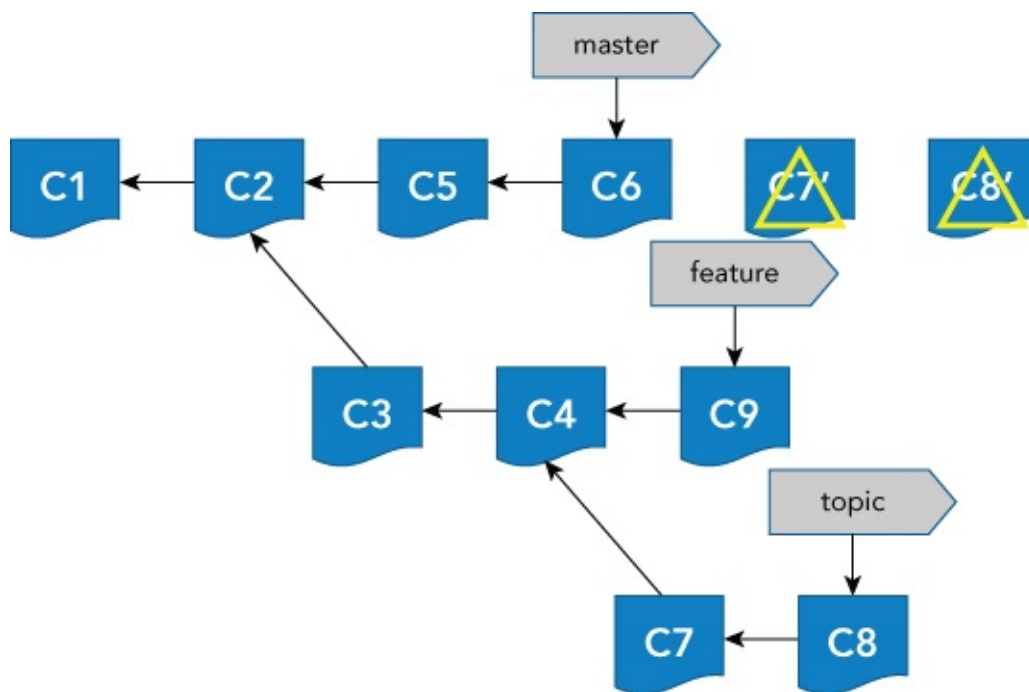 master
C1 C2 C5 C6 C7′ C8′
feature
C3 C4 C9
topic
C7 C8